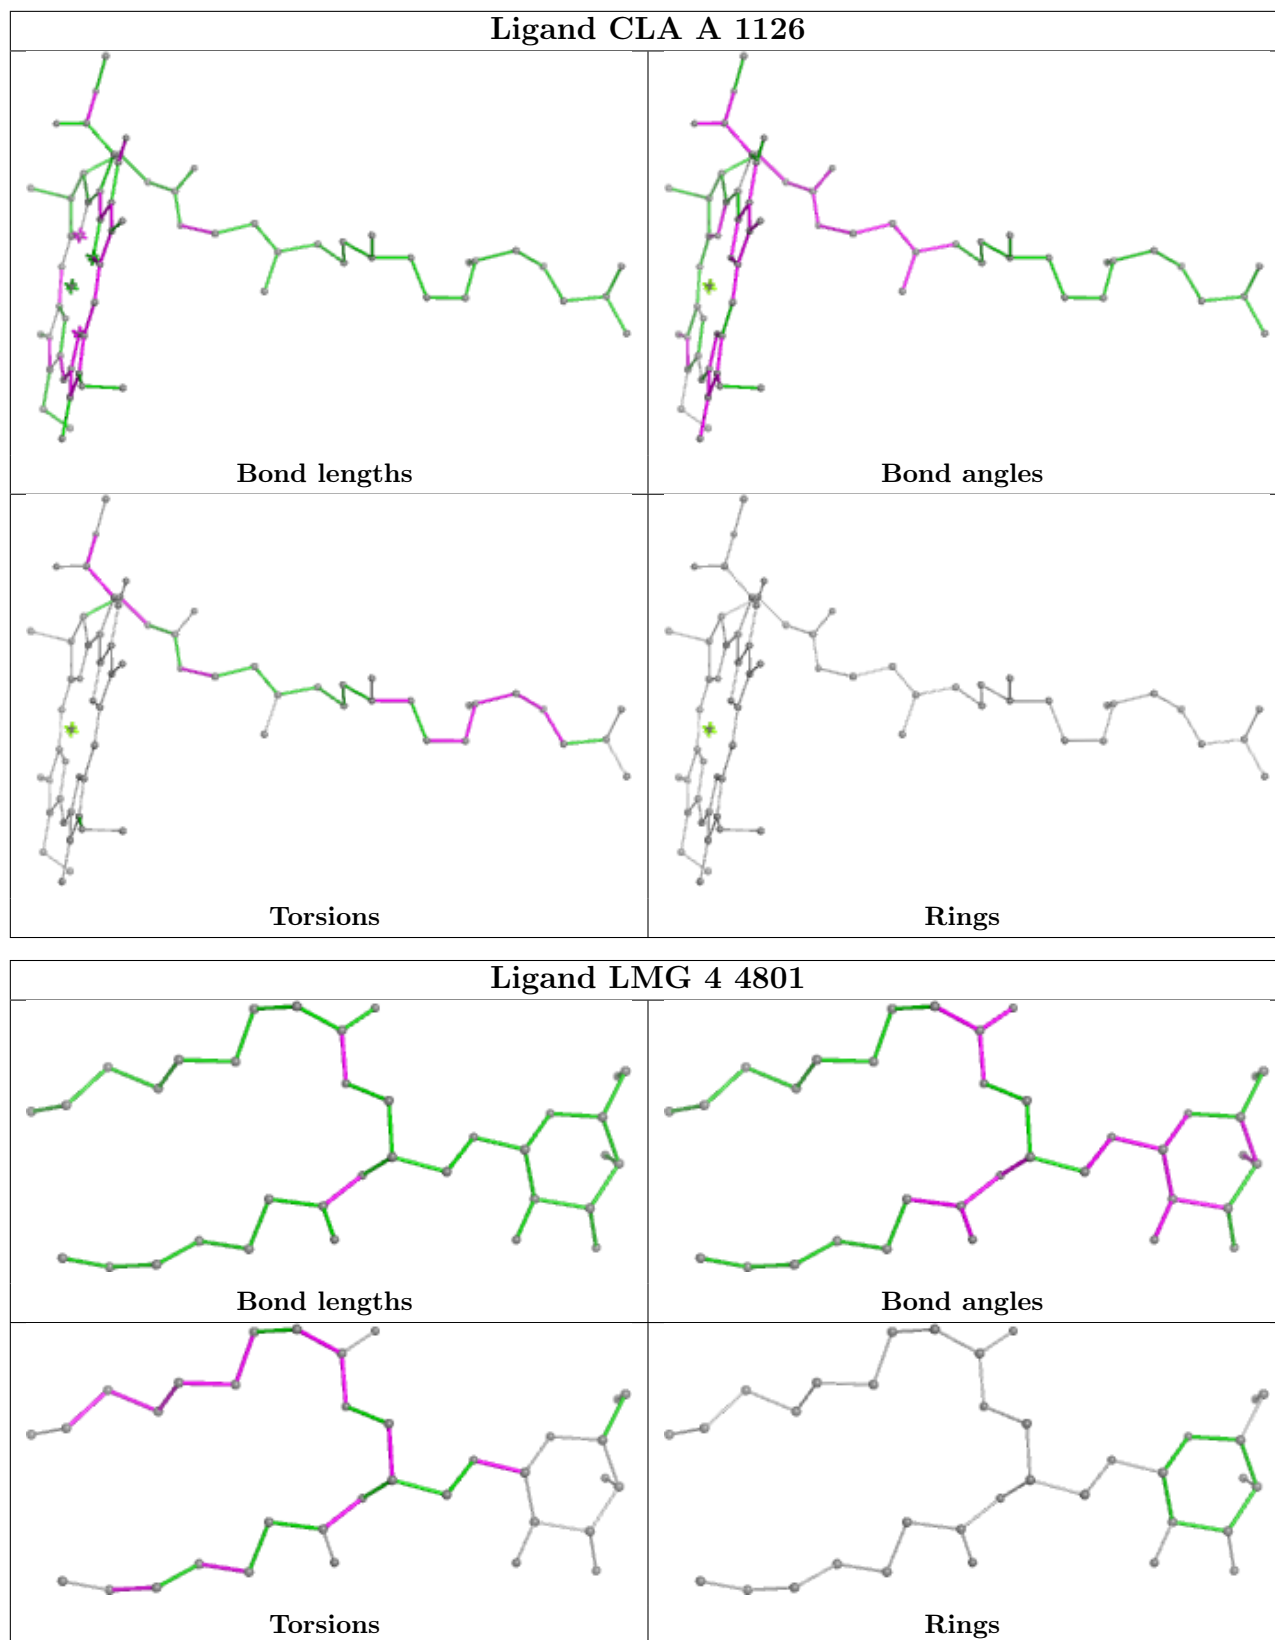 Ligand CLA A 1126
Bond lengths
Bond angles
Torsions
Rings
Ligand LMG 4 4801
Bond lengths
Bond angles
Torsions
Rings